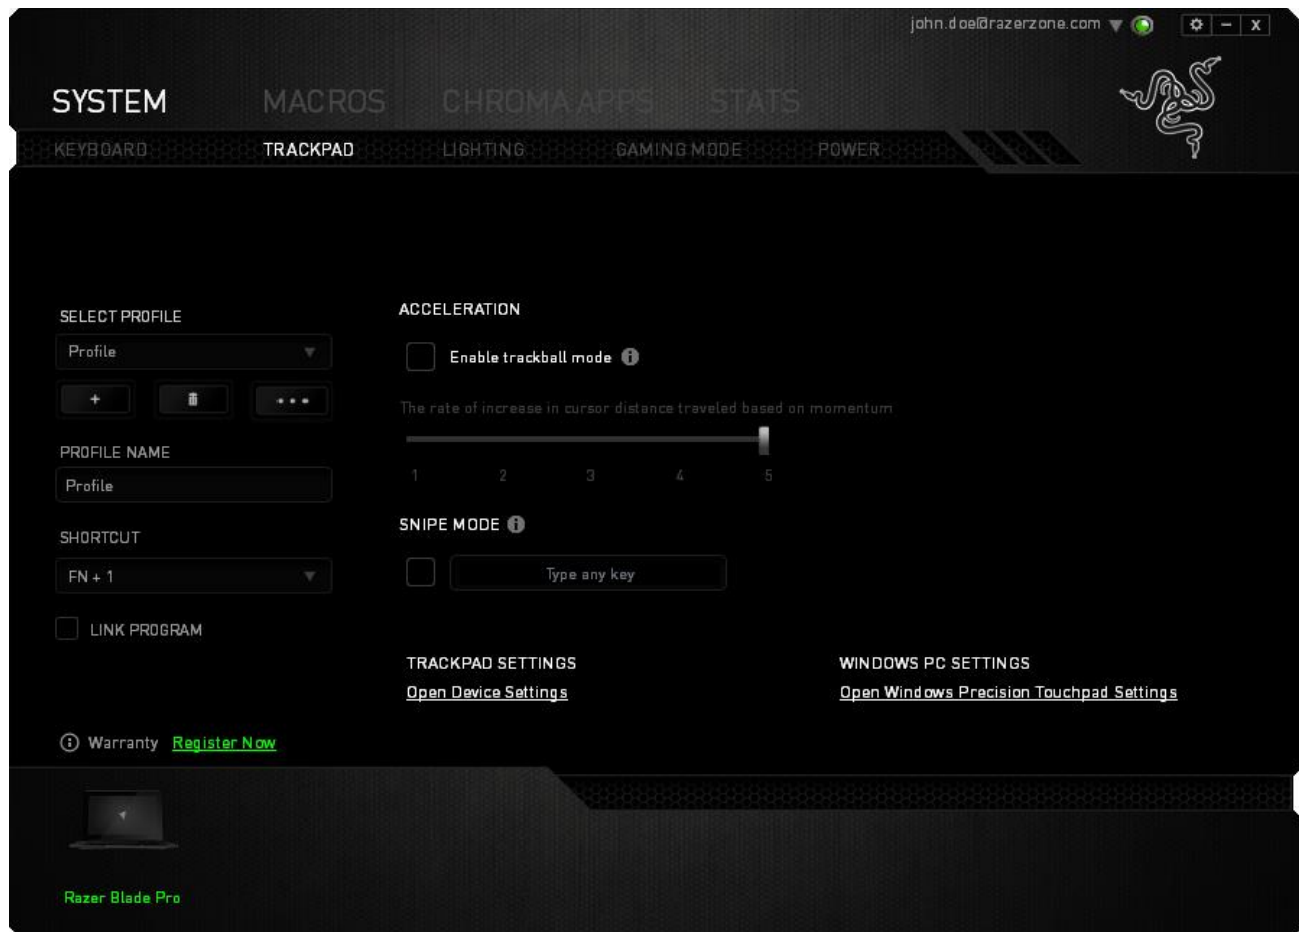 john.doe@razerzone.com
SYSTEM MACROS CHROMA APPS STATS
KEYBOARD TRACKPAD LIGHTING GAMING MODE POWER
SELECT PROFILE
Profile
PROFILE NAME
Profile
SHORTCUT
FN + 1
LINK PROGRAM
ACCELERATION
Enable trackball mode
The rate of increase in cursor distance traveled based on momentum
1 2 3 4 5
SNIPE MODE
Type any key
TRACKPAD SETTINGS
Open Device Settings
WINDOWS PC SETTINGS
Open Windows Precision Touchpad Settings
Warranty Register Now
Razer Blade Pro